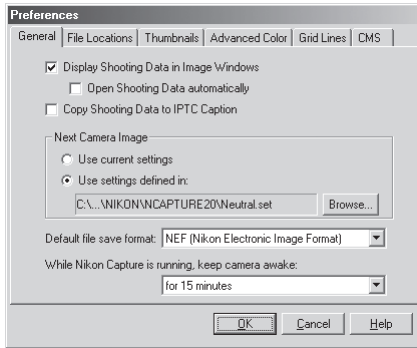 Preferences
General File Locations Thumbnails Advanced Color Grid Lines CMS
Display Shooting Data in Image Windows
Open Shooting Data automatically
Copy Shooting Data to IPTC Caption
Next Camera Image
Use current settings
Use settings defined in:
C:\...\NIKON\NCAPTURE20\Neutral.set Browse...
Default file save format: NEF (Nikon Electronic Image Format)
While Nikon Capture is running, keep camera awake:
for 15 minutes
OK Cancel Help